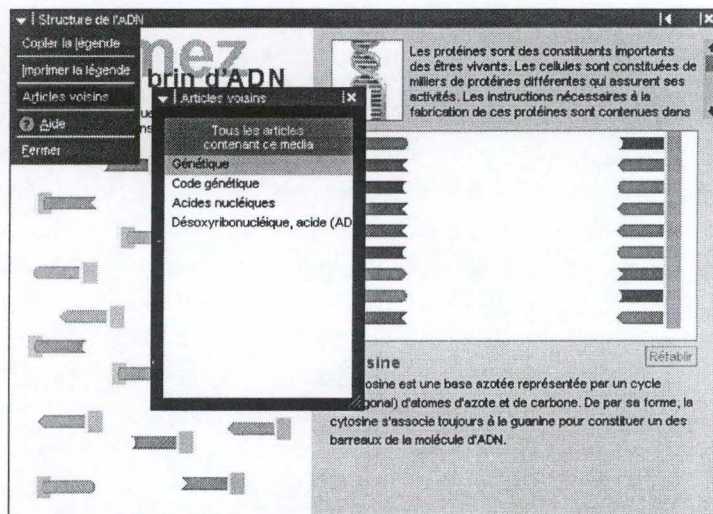 Structure de l'ADN
Copier la légende
Imprimer la légende
Articles voisins
Aide
Fermer
mez
brin d'ADN
Les protéines sont des constituants importants
des êtres vivants. Les cellules sont constituées de
milliers de protéines différentes qui assurent ses
activités. Les instructions nécessaires à la
fabrication de ces protéines sont contenues dans
Articles voisins
Tous les articles
contenant ce media
Génétique
Code génétique
Acides nucléiques
Désoxyribonucléique, acide (AD
Rétablir
sine
osine est une base azotée représentée par un cycle
gonal) d'atomes d'azote et de carbone. De par sa forme, la
cytosine s'associe toujours à la guanine pour constituer un des
barreaux de la molécule d'ADN.